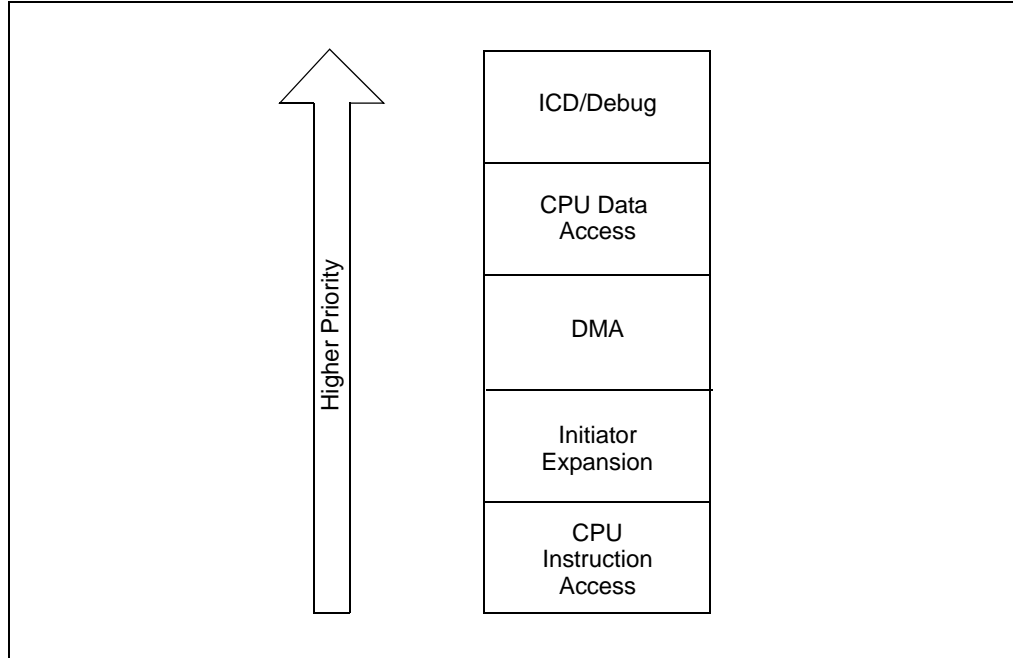 Higher Priority
ICD/Debug
CPU Data
Access
DMA
Initiator
Expansion
CPU
Instruction
Access